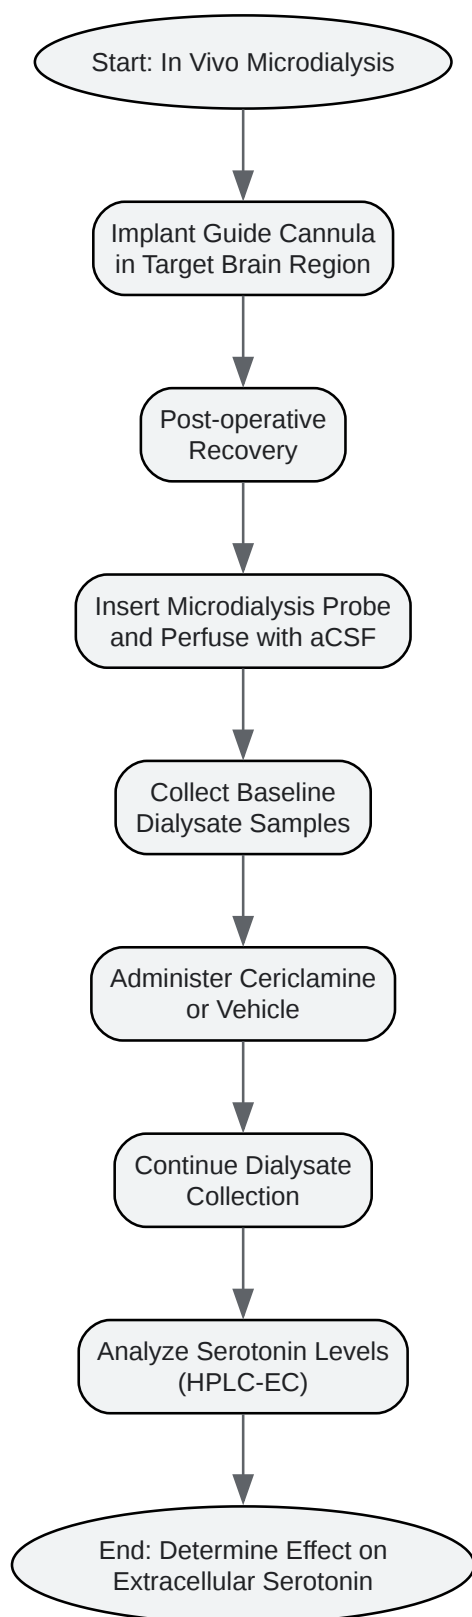 Start: In Vivo Microdialysis
Implant Guide Cannula
in Target Brain Region
Post-operative
Recovery
Insert Microdialysis Probe
and Perfuse with aCSF
Collect Baseline
Dialysate Samples
Administer Cericlamine
or Vehicle
Continue Dialysate
Collection
Analyze Serotonin Levels
(HPLC-EC)
End: Determine Effect on
Extracellular Serotonin